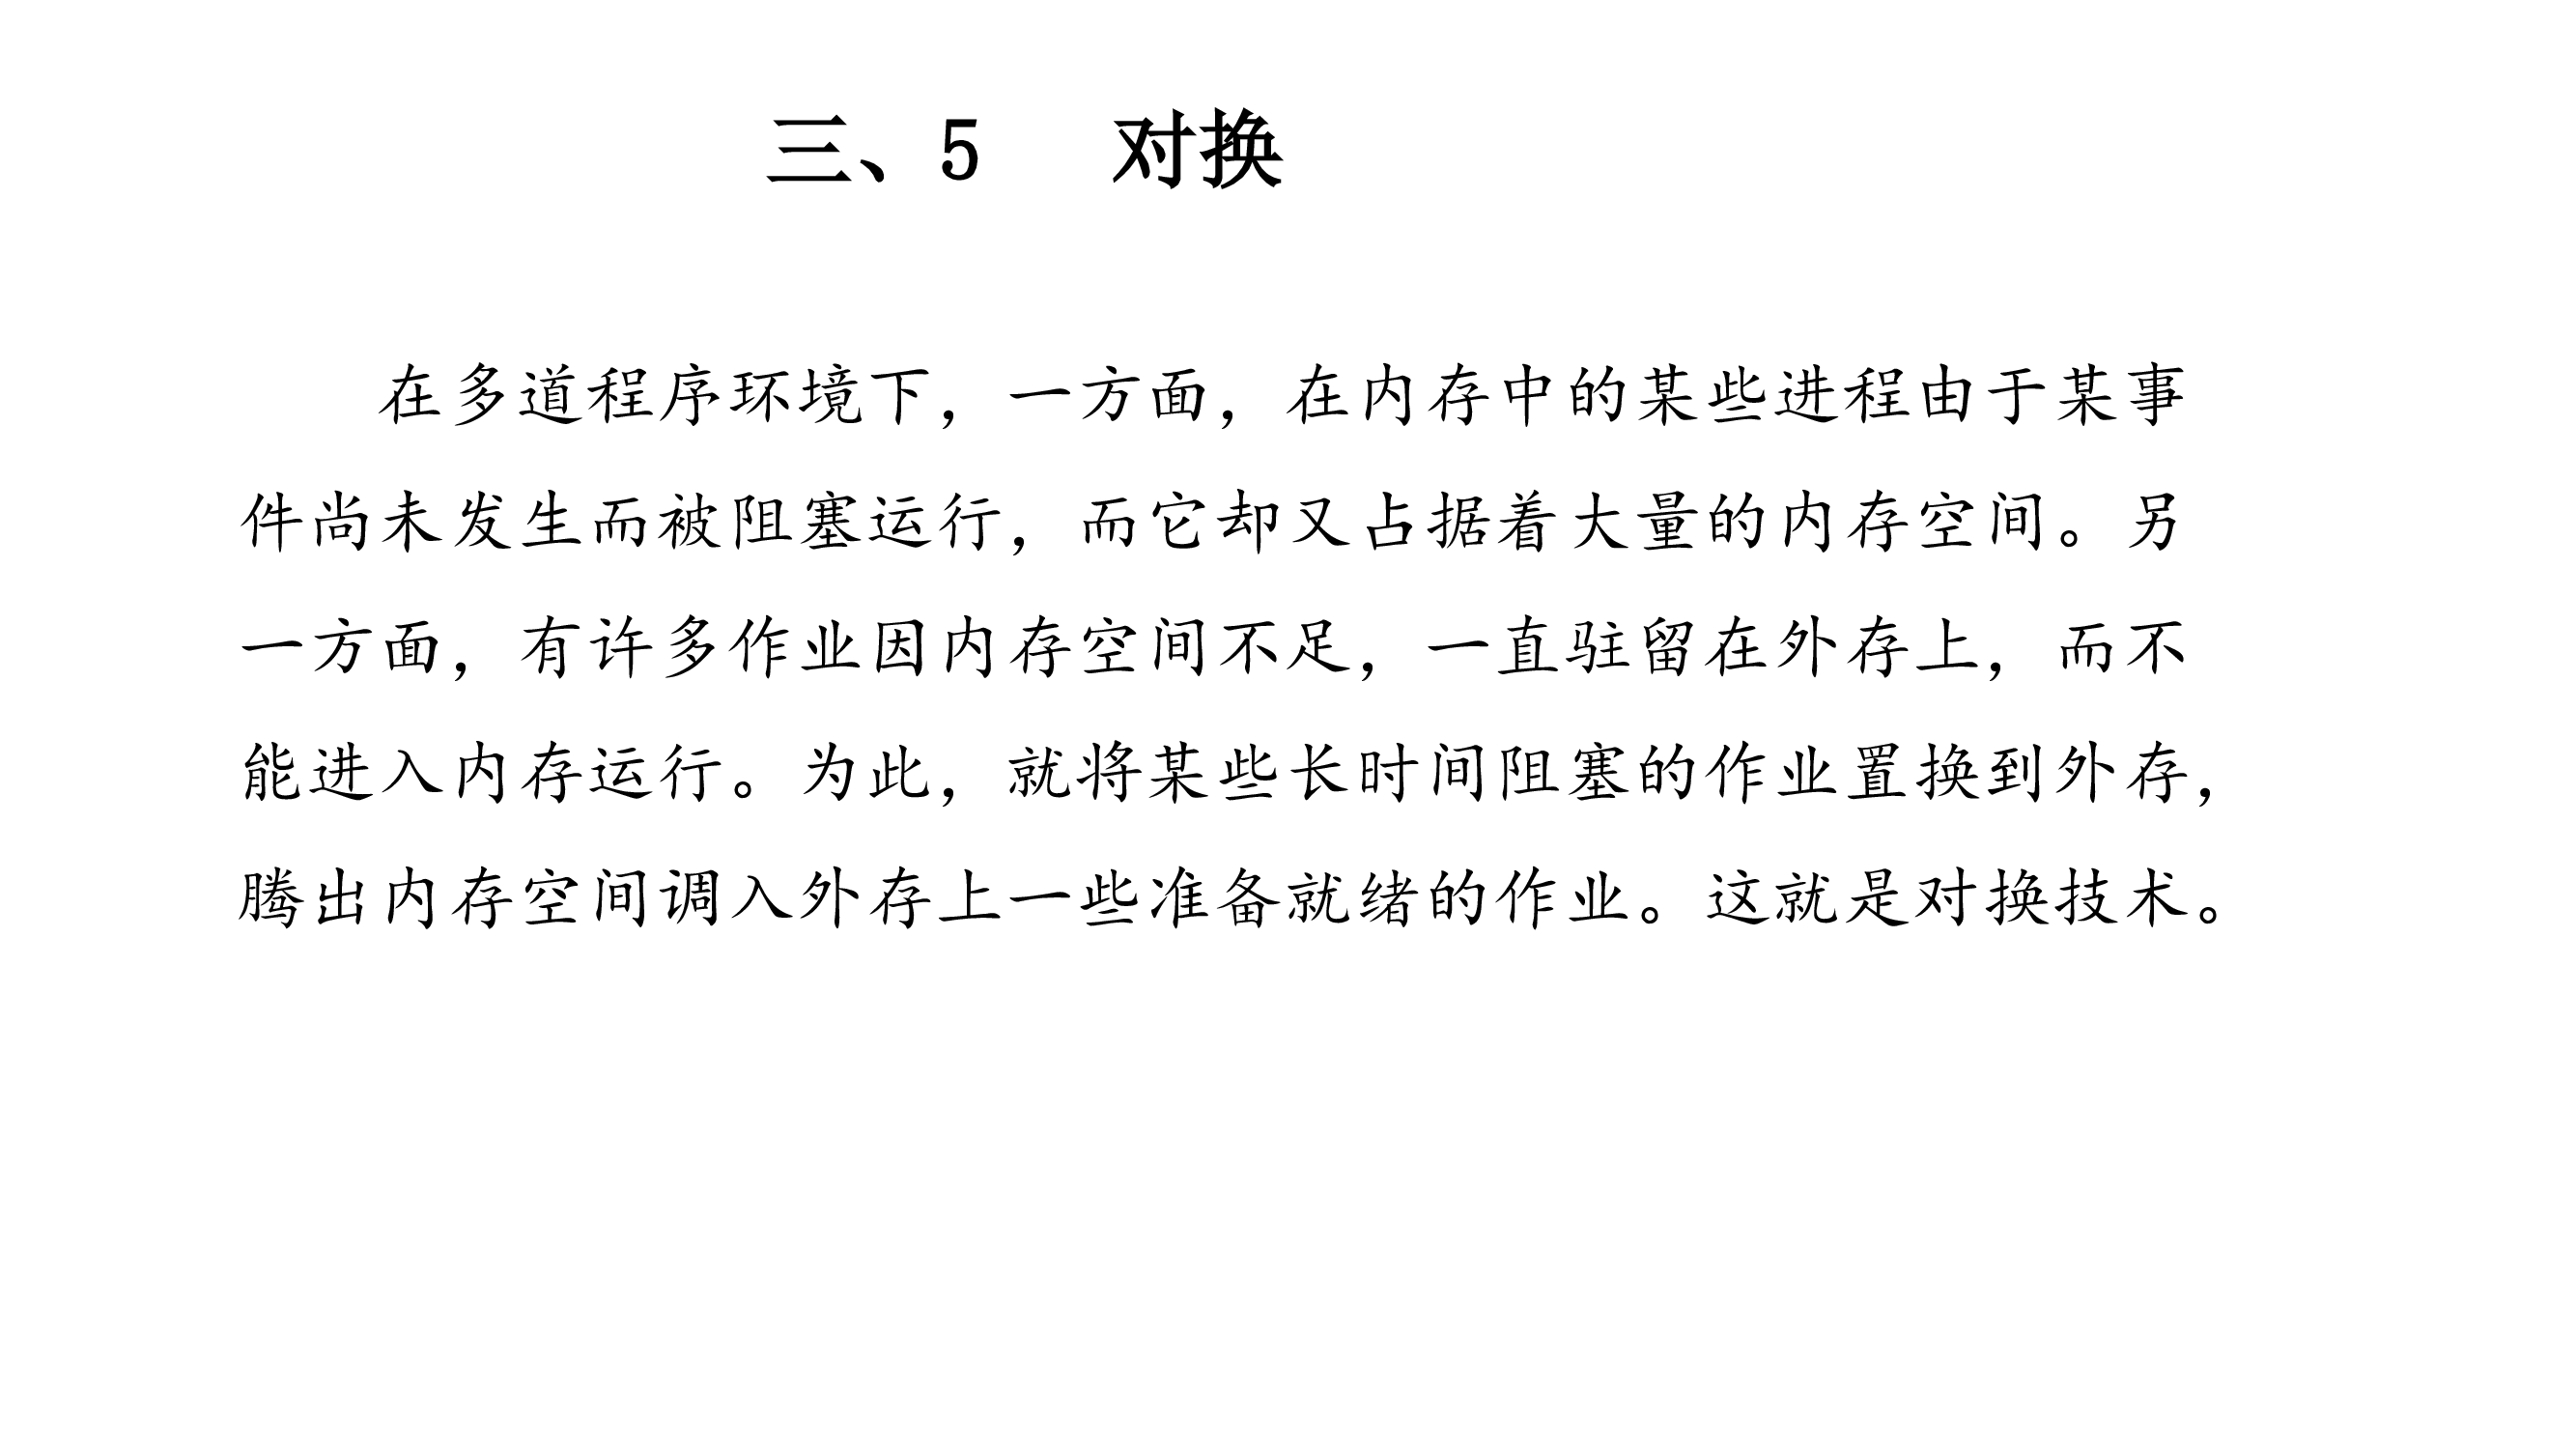 三、5 对换
在多道程序环境下，一方面，在内存中的某些进程由于某事
件尚未发生而被阻塞运行，而它却又占据着大量的内存空间。另
一方面，有许多作业因内存空间不足，一直驻留在外存上，而不
能进入内存运行。为此，就将某些长时间阻塞的作业置换到外存，
腾出内存空间调入外存上一些准备就绪的作业。这就是对换技术。